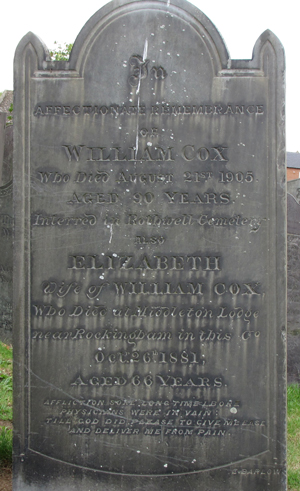 In
AFFECTIONATE REMEMBRANCE
OF
WILLIAM COX
Who Died August 21st 1905.
AGED 90 YEARS.
Interred in Rothwell Cemetery
ALSO
ELIZABETH
Wife of WILLIAM COX,
Who Died at Middleton Lodge
near Rockingham in this Co
Oct. 26 1881;
AGED 66 YEARS.
AFFLICTION SORE, LONG TIME I BORE
PHYSICIANS WERE IN VAIN;
TILL GOD DID PLEASE TO GIVE ME EASE
AND DELIVER ME FROM PAIN.